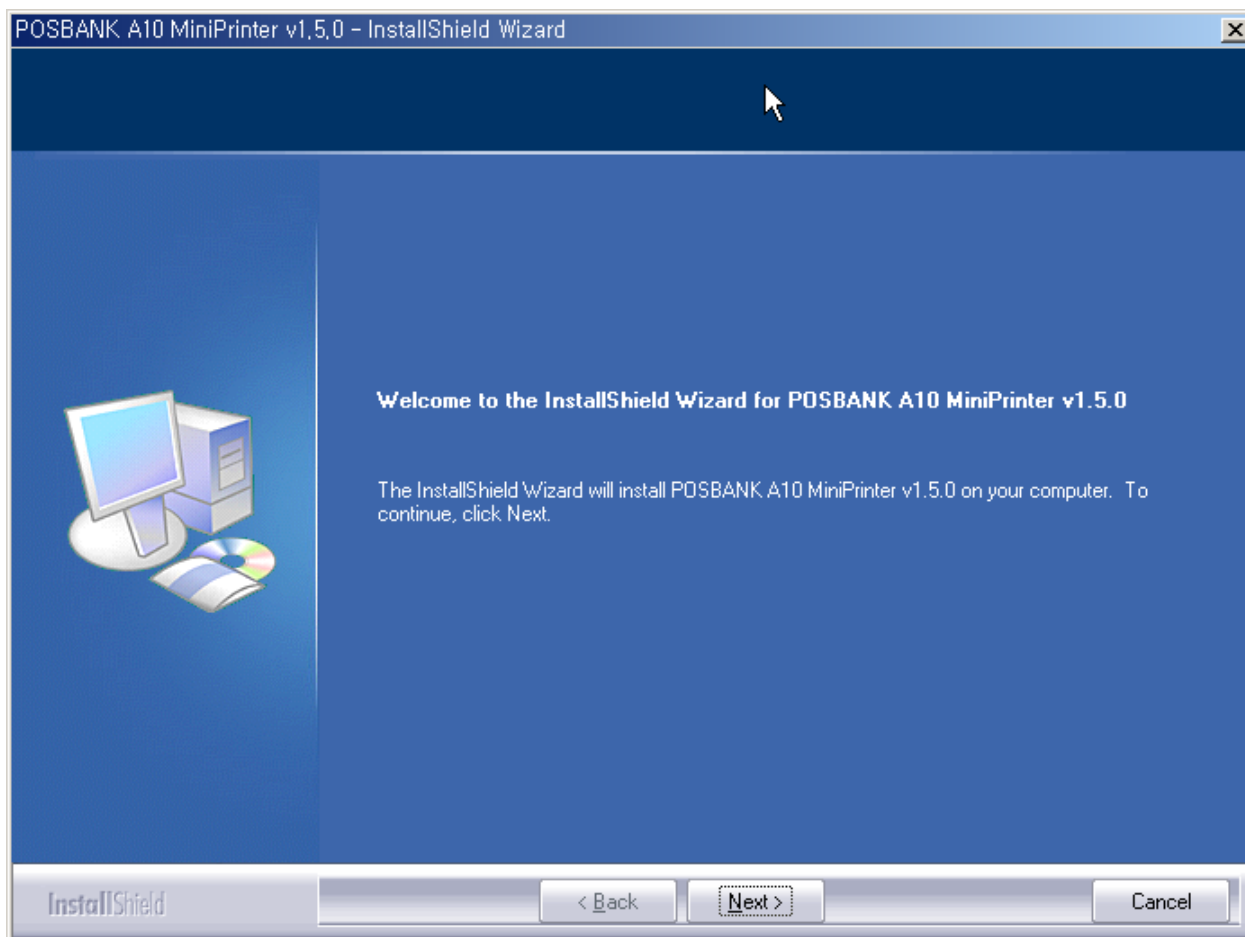 POSBANK A10 MiniPrinter v1,5,0 - InstallShield Wizard
Welcome to the InstallShield Wizard for POSBANK A10 MiniPrinter v1.5.0
The InstallShield Wizard will install POSBANK A10 MiniPrinter v1.5.0 on your computer.  To
continue, click Next.
InstallShield
< Back
Next >
Cancel